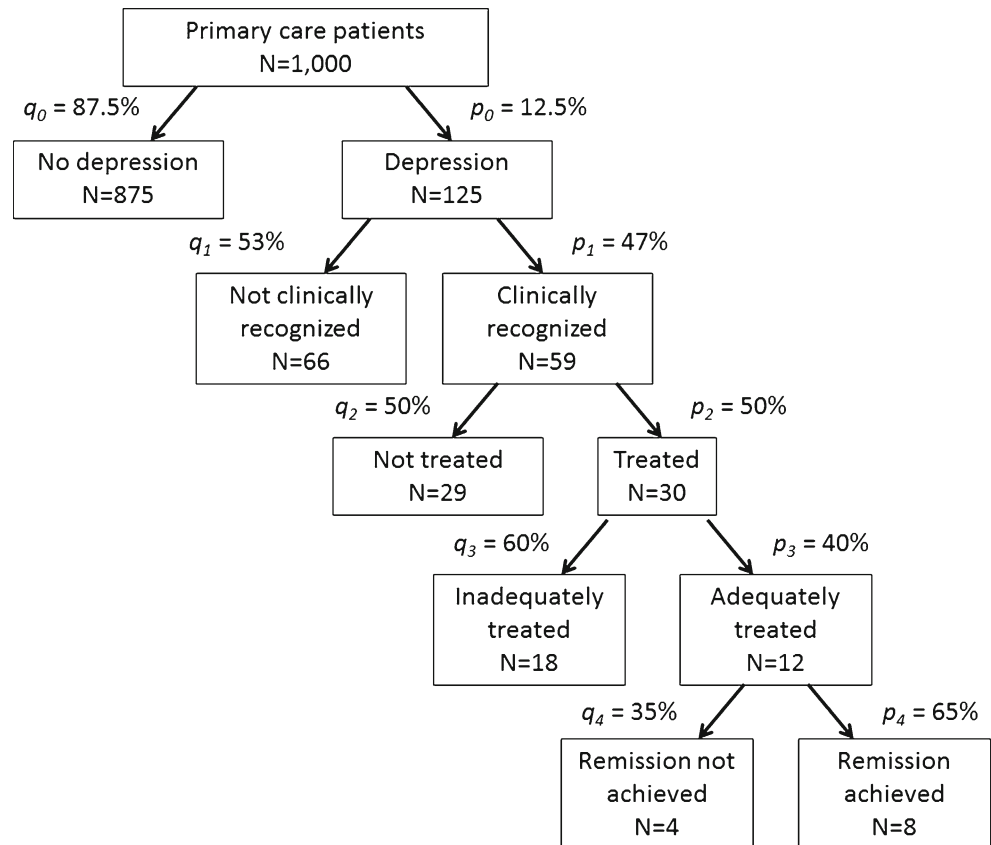 Primary care patients
N=1,000
q0 = 87.5%
p0 = 12.5%
No depression
N=875
Depression
N=125
q1 = 53%
p1 = 47%
Not clinically
recognized
N=66
Clinically
recognized
N=59
q2 = 50%
p2 = 50%
Not treated
N=29
Treated
N=30
q3 = 60%
p3 = 40%
Inadequately
treated
N=18
Adequately
treated
N=12
q4 = 35%
p4 = 65%
Remission not
achieved
N=4
Remission
achieved
N=8